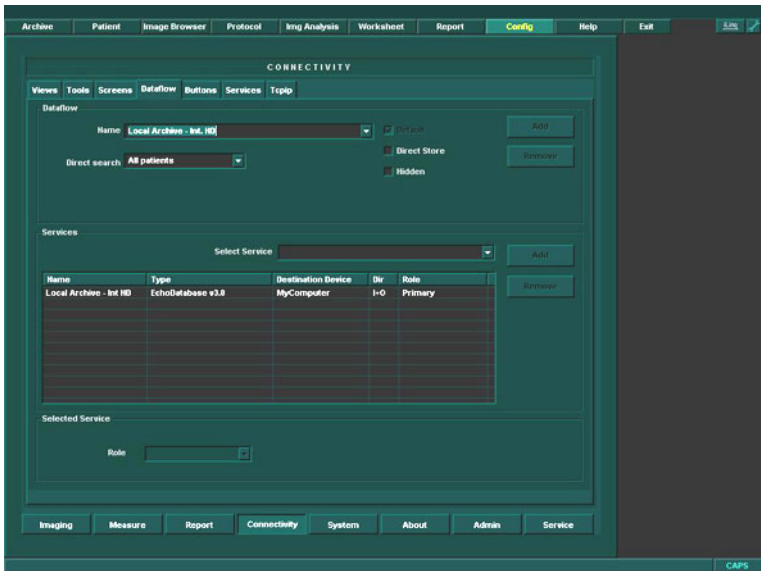 Archive Patient Image Browser Protocol Img Analysis Worksheet Report Config Help Exit iLinq
CONNECTIVITY
Views Tools Screens Dataflow Buttons Services Tcpip
Dataflow
Name Local Archive - Int. HD Default Add
Direct search All patients Direct Store Remove
Hidden
Services
Select Service Add
Name Type Destination Device Dir Role
Local Archive - Int HD EchoDatabase v3.0 MyComputer I-O Primary
Remove
Selected Service
Role
Imaging Measure Report Connectivity System About Admin Service
CAPS